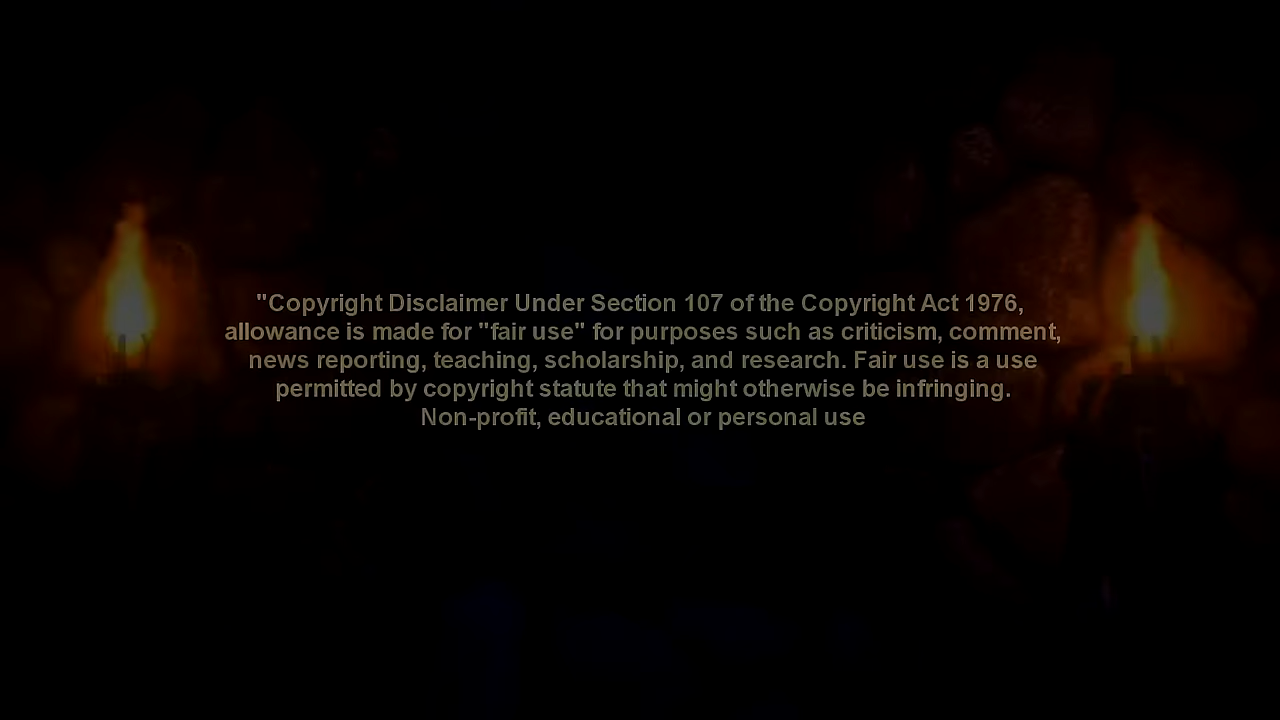 "Copyright Disclaimer Under Section 107 of the Copyright Act 1976,
allowance is made for "fair use" for purposes such as criticism, comment,
news reporting, teaching, scholarship, and research. Fair use is a use
permitted by copyright statute that might otherwise be infringing.
Non-profit, educational or personal use